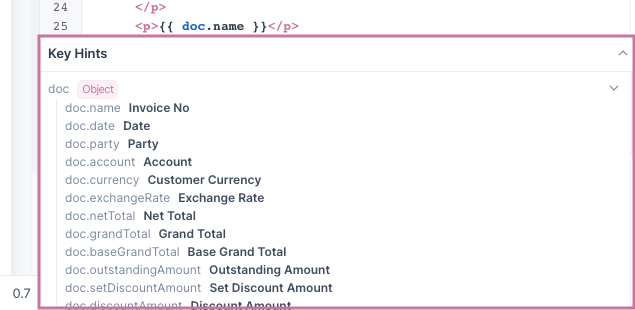 24 </p>
25 <p>{{ doc.name }}</p>
Key Hints
doc Object
doc.name Invoice No
doc.date Date
doc.party Party
doc.account Account
doc.currency Customer Currency
doc.exchangeRate Exchange Rate
doc.netTotal Net Total
doc.grandTotal Grand Total
doc.baseGrandTotal Base Grand Total
doc.outstandingAmount Outstanding Amount
doc.setDiscountAmount Set Discount Amount
doc.discountAmount Discount Amount
0.7